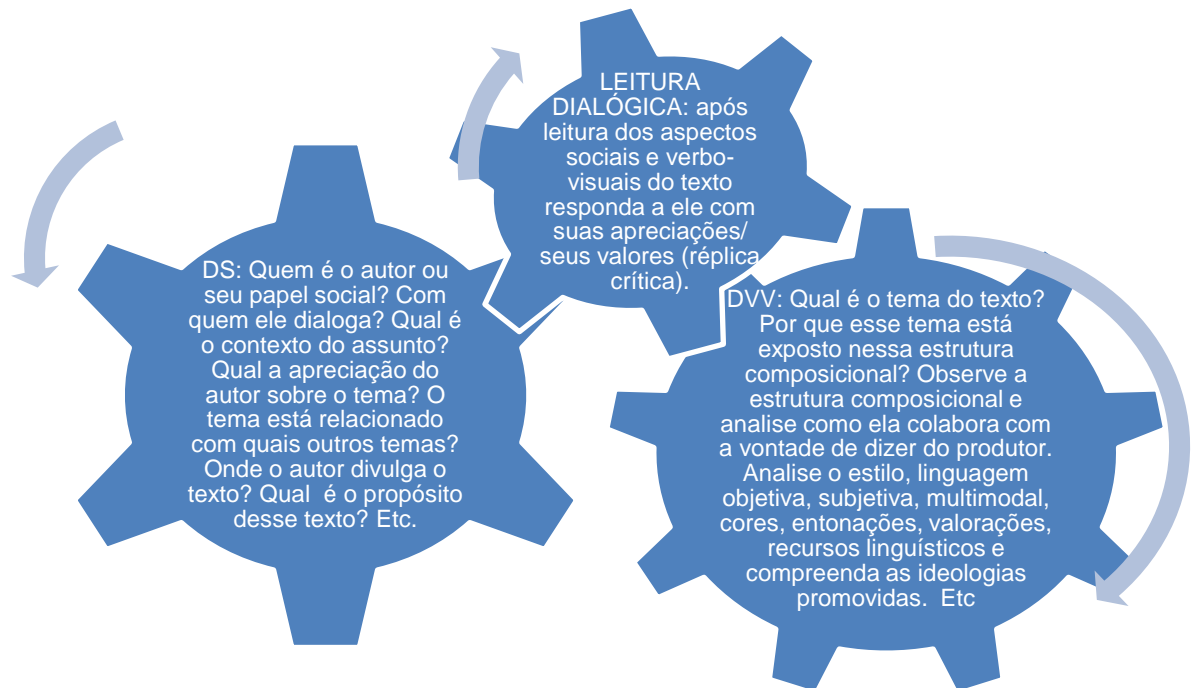 LEITURA
DIALÓGICA: após
leitura dos aspectos
sociais e verbo-
visuais do texto
responda a ele com
suas apreciações/
seus valores (réplica
crítica).
DS: Quem é o autor ou
seu papel social? Com
quem ele dialoga? Qual é
o contexto do assunto?
Qual a apreciação do
autor sobre o tema? O
tema está relacionado
com quais outros temas?
Onde o autor divulga o
texto? Qual  é o propósito
desse texto? Etc.
DVV: Qual é o tema do texto?
Por que esse tema está
exposto nessa estrutura
composicional? Observe a
estrutura composicional e
analise como ela colabora com
a vontade de dizer do produtor.
Analise o estilo, linguagem
objetiva, subjetiva, multimodal,
cores, entonações, valorações,
recursos linguísticos e
compreenda as ideologias
promovidas.  Etc